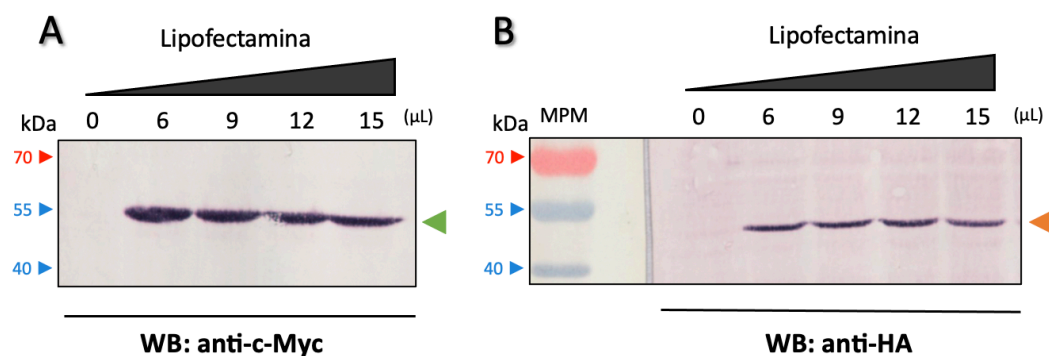 A
Lipofectamina
kDa 0 6 9 12 15 (µL)
70
55
40
WB: anti-c-Myc
B
Lipofectamina
kDa MPM 0 6 9 12 15 (µL)
70
55
40
WB: anti-HA